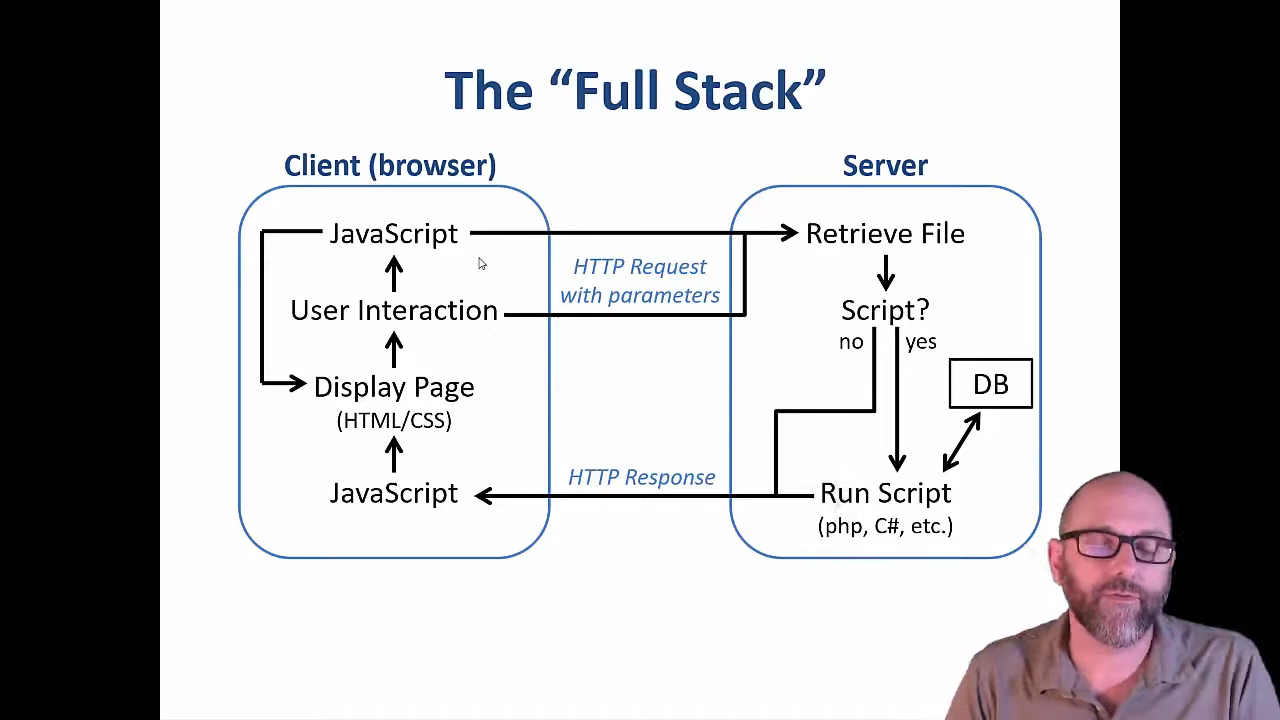 The “Full Stack”
Client (browser)
Server
JavaScript
Retrieve File
HTTP Request
with parameters
User Interaction
Script?
no
yes
Display Page
(HTML/CSS)
DB
HTTP Response
JavaScript
Run Script
(php, C#, etc.)